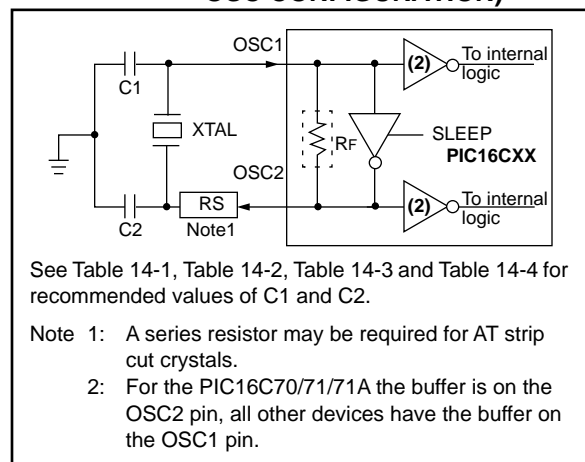 OSC1
To internal
logic
(2)
C1
XTAL
RF
SLEEP
PIC16CXX
OSC2
To internal
logic
(2)
RS
C2
Note1
See Table 14-1, Table 14-2, Table 14-3 and Table 14-4 for
recommended values of C1 and C2.
Note 1: A series resistor may be required for AT strip
cut crystals.
2: For the PIC16C70/71/71A the buffer is on the
OSC2 pin, all other devices have the buffer on
the OSC1 pin.